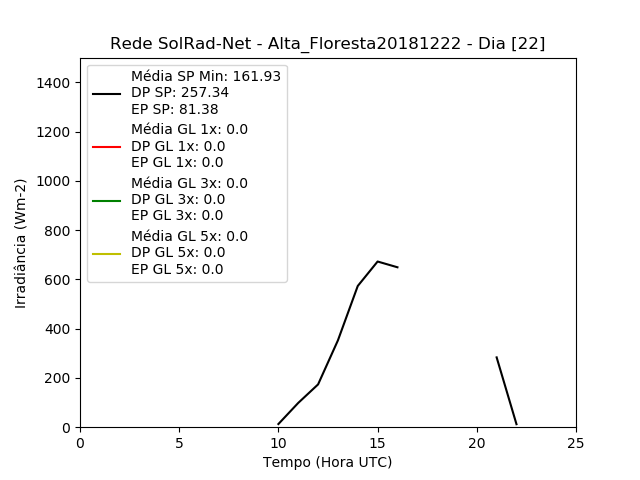 Rede SolRad-Net - Alta_Floresta20181222 - Dia [22]
Média SP Min: 161.93
DP SP: 257.34
EP SP: 81.38
Média GL 1x: 0.0
DP GL 1x: 0.0
EP GL 1x: 0.0
Média GL 3x: 0.0
DP GL 3x: 0.0
EP GL 3x: 0.0
Média GL 5x: 0.0
DP GL 5x: 0.0
EP GL 5x: 0.0
Irradiância (Wm-2)
1400
1200
1000
800
600
400
200
0
0 5 10 15 20 25
Tempo (Hora UTC)